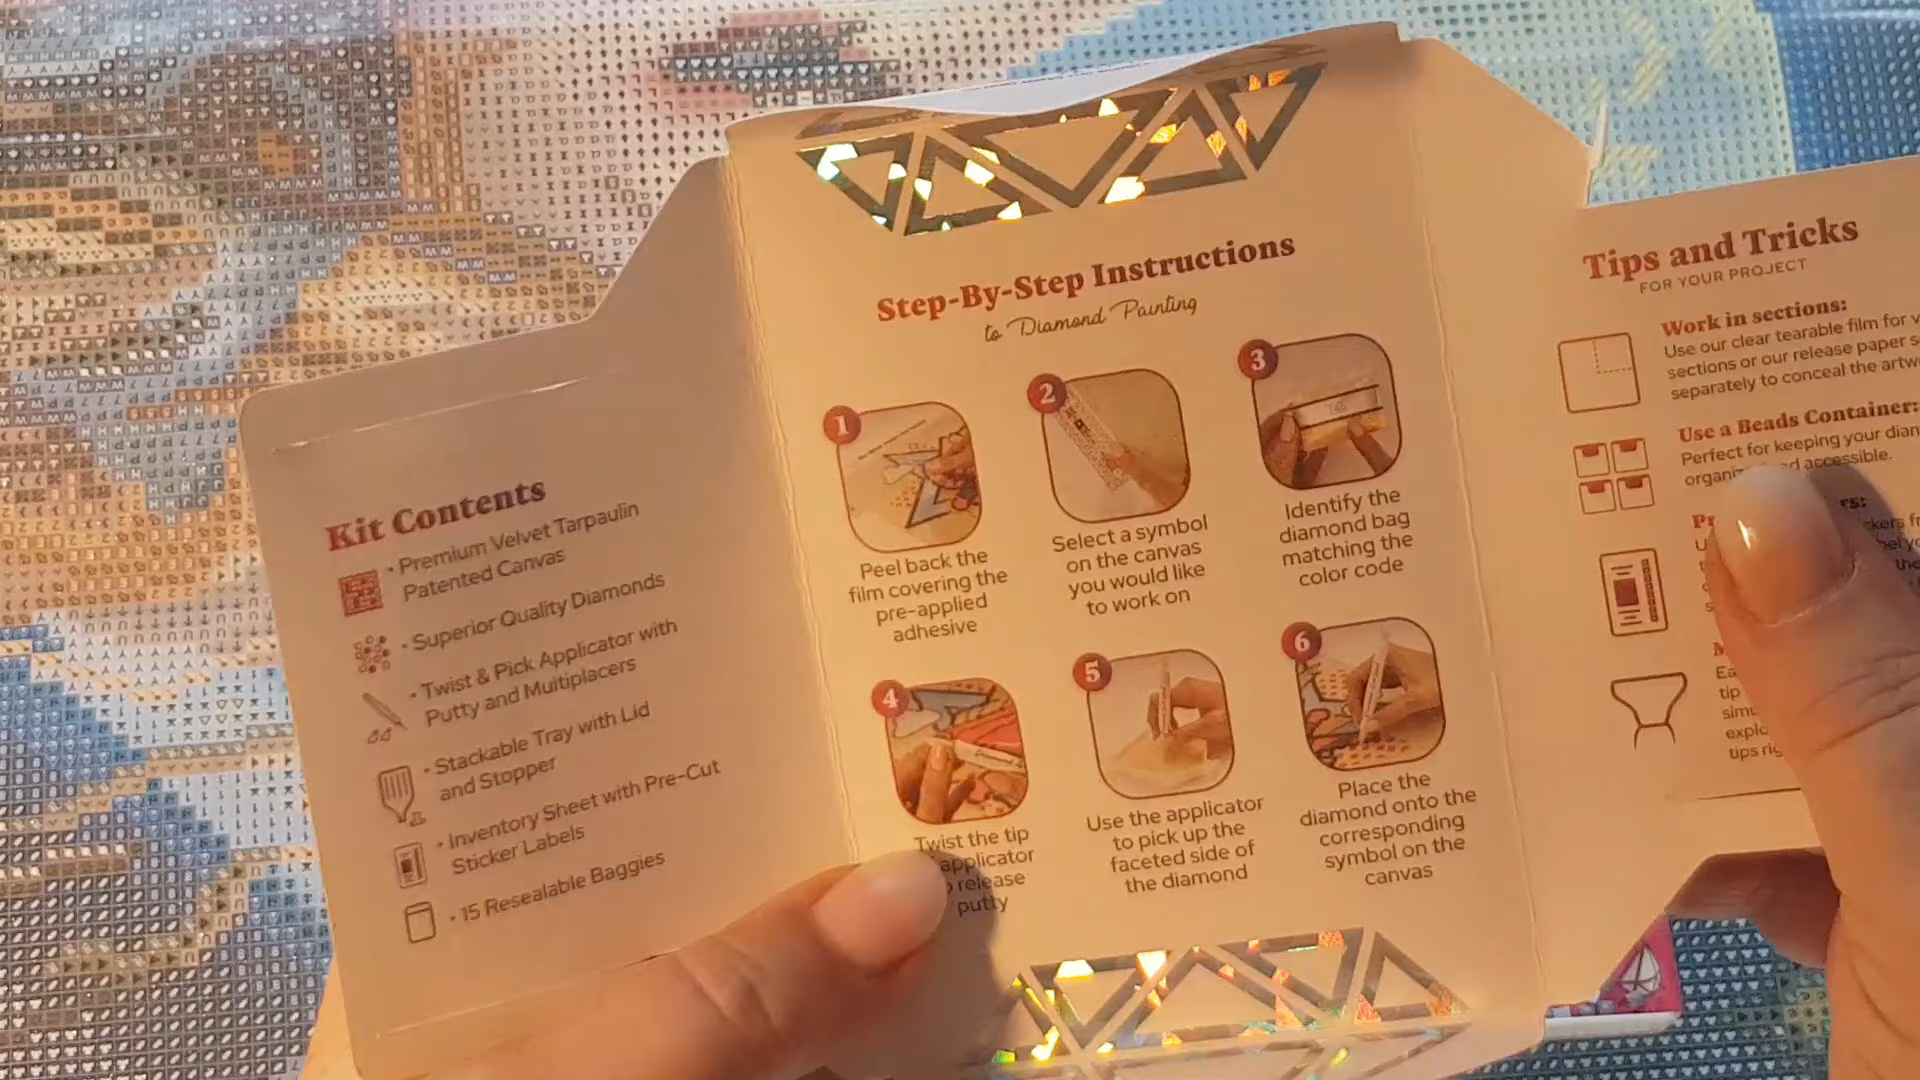 Kit Contents
• Premium Velvet Tarpaulin
Patented Canvas
• Superior Quality Diamonds
• Twist & Pick Applicator with
Putty and Multiplacers
• Stackable Tray with Lid
and Stopper
• Inventory Sheet with Pre-Cut
Sticker Labels
• 15 Resealable Baggies
Step-By-Step Instructions
to Diamond Painting
1
Peel back the
film covering the
pre-applied
adhesive
2
Select a symbol
on the canvas
you would like
to work on
3
Identify the
diamond bag
matching the
color code
4
Twist the tip
applicator
release
putty
5
Use the applicator
to pick up the
faceted side of
the diamond
6
Place the
diamond onto the
corresponding
symbol on the
canvas
Tips and Tricks
FOR YOUR PROJECT
Work in sections:
Use our clear tearable film for
sections or our release paper
separately to conceal the
Use a Beads Container:
Perfect for keeping your
accessible.
tip
tips